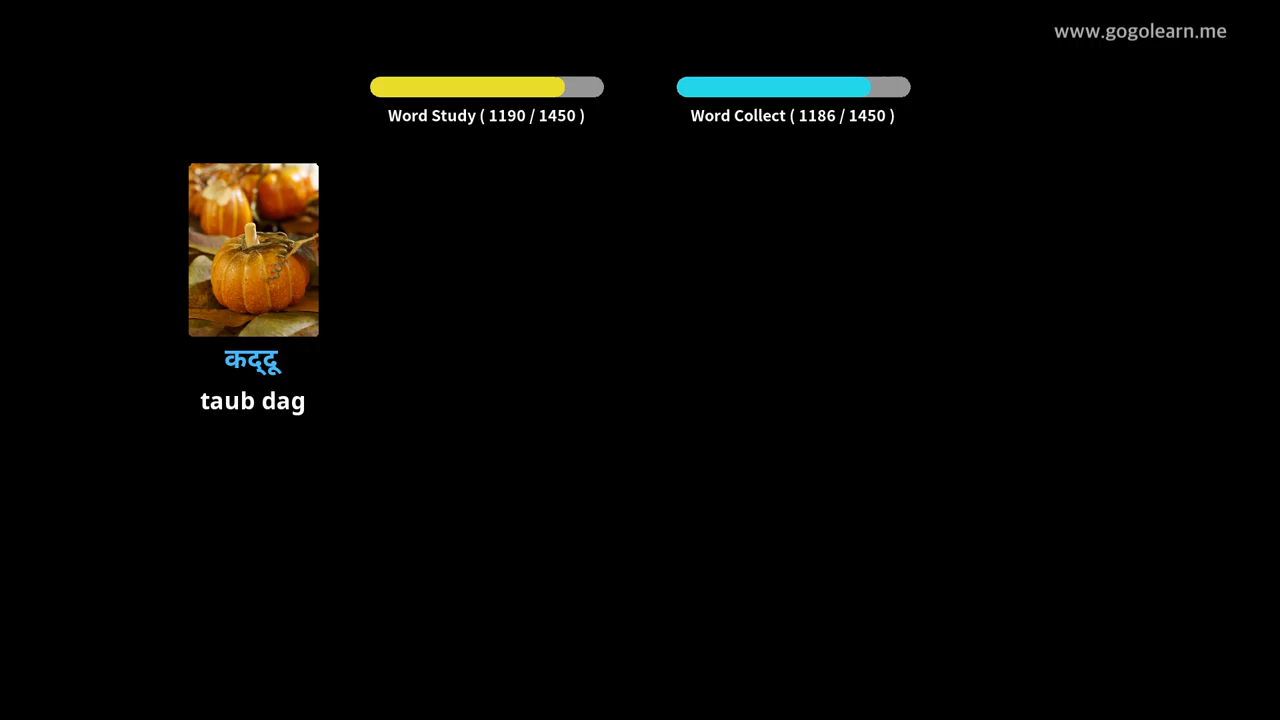 www.gogolearn.me
Word Study ( 1190 / 1450 )
Word Collect ( 1186 / 1450 )
कद्दू
taub dag